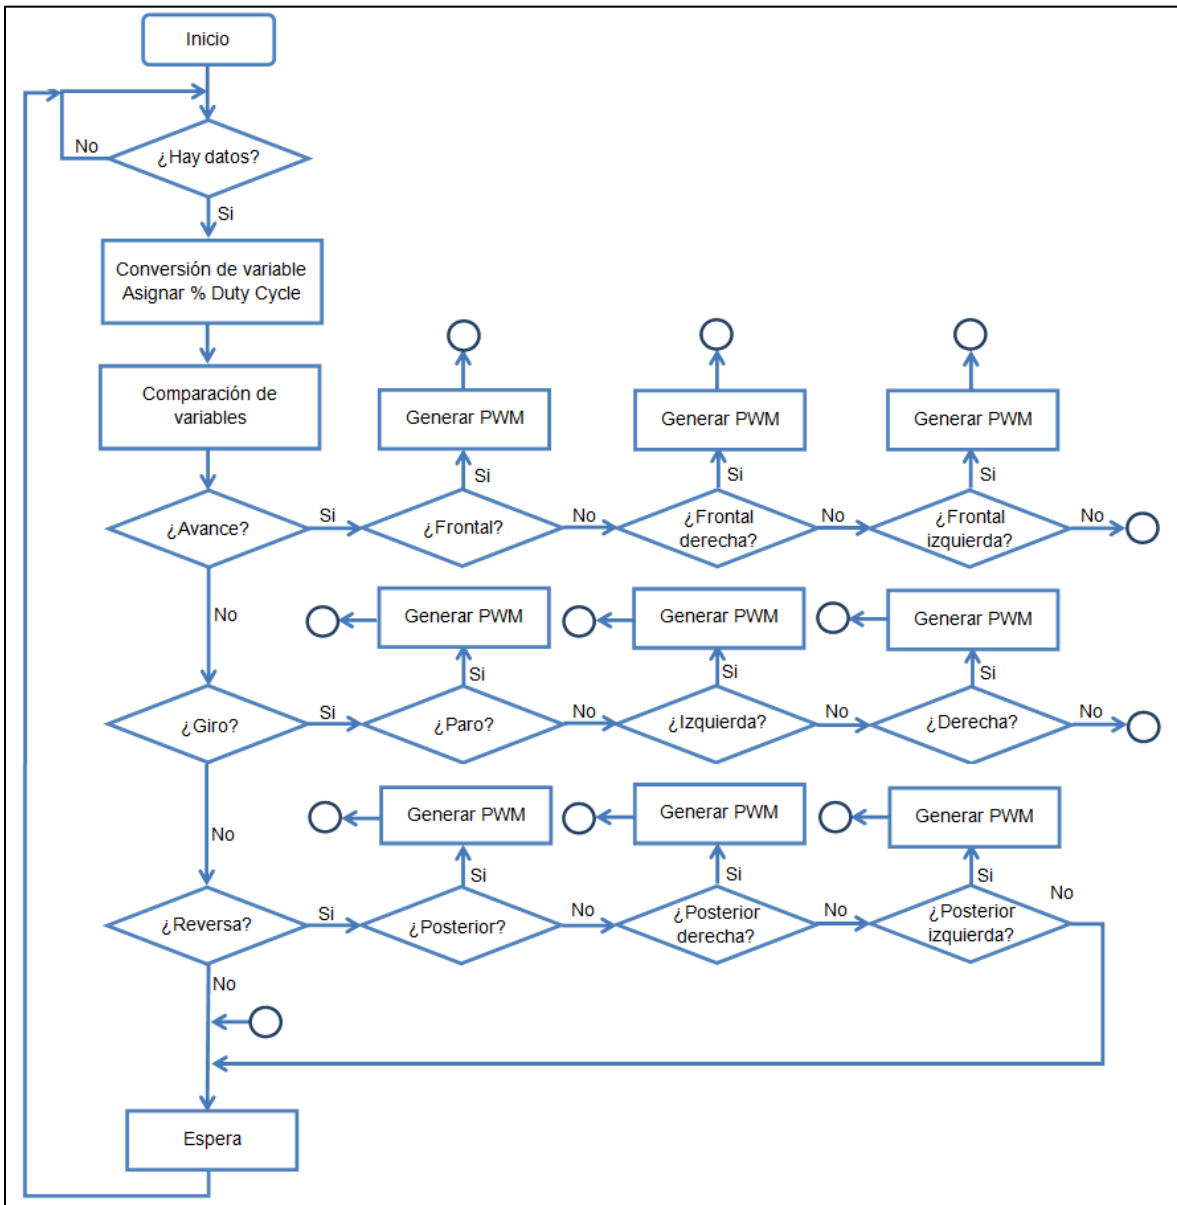 Inicio
No
¿Hay datos?
Si
Conversión de variable
Asignar % Duty Cycle
Comparación de
variables
Generar PWM
Generar PWM
Generar PWM
Si
Si
Si
¿Avance?
Si
¿Frontal?
No
¿Frontal
derecha?
No
¿Frontal
izquierda?
No
No
Generar PWM
Generar PWM
Generar PWM
Si
Si
Si
¿Giro?
Si
¿Paro?
No
¿Izquierda?
No
¿Derecha?
No
No
Generar PWM
Generar PWM
Generar PWM
Si
Si
Si
No
¿Reversa?
Si
¿Posterior?
No
¿Posterior
derecha?
No
¿Posterior
izquierda?
No
Espera